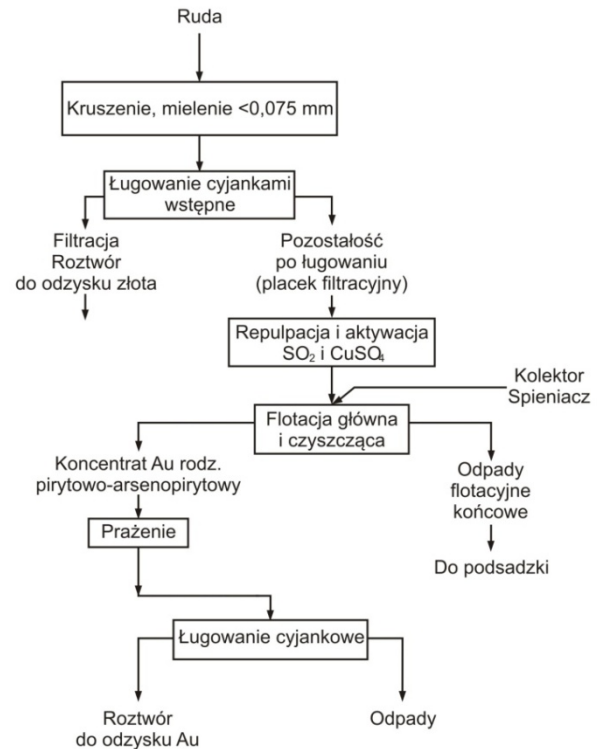 Ruda
Kruszenie, mielenie <0,075 mm
Ługowanie cyjankami
wstępne
Filtracja
Roztwór
do odzysku złota
Pozostałość
po ługowaniu
(placek filtracyjny)
Repulpacja i aktywacja
SO₂ i CuSO₄
Kolektor
Spieniacz
Flotacja główna
i czyszcząca
Koncentrat Au rodz.
pirytowo-arsenopirytowy
Odpady
flotacyjne
końcowe
Prażenie
Do podsadzki
Ługowanie cyjankowe
Roztwór
do odzysku Au
Odpady